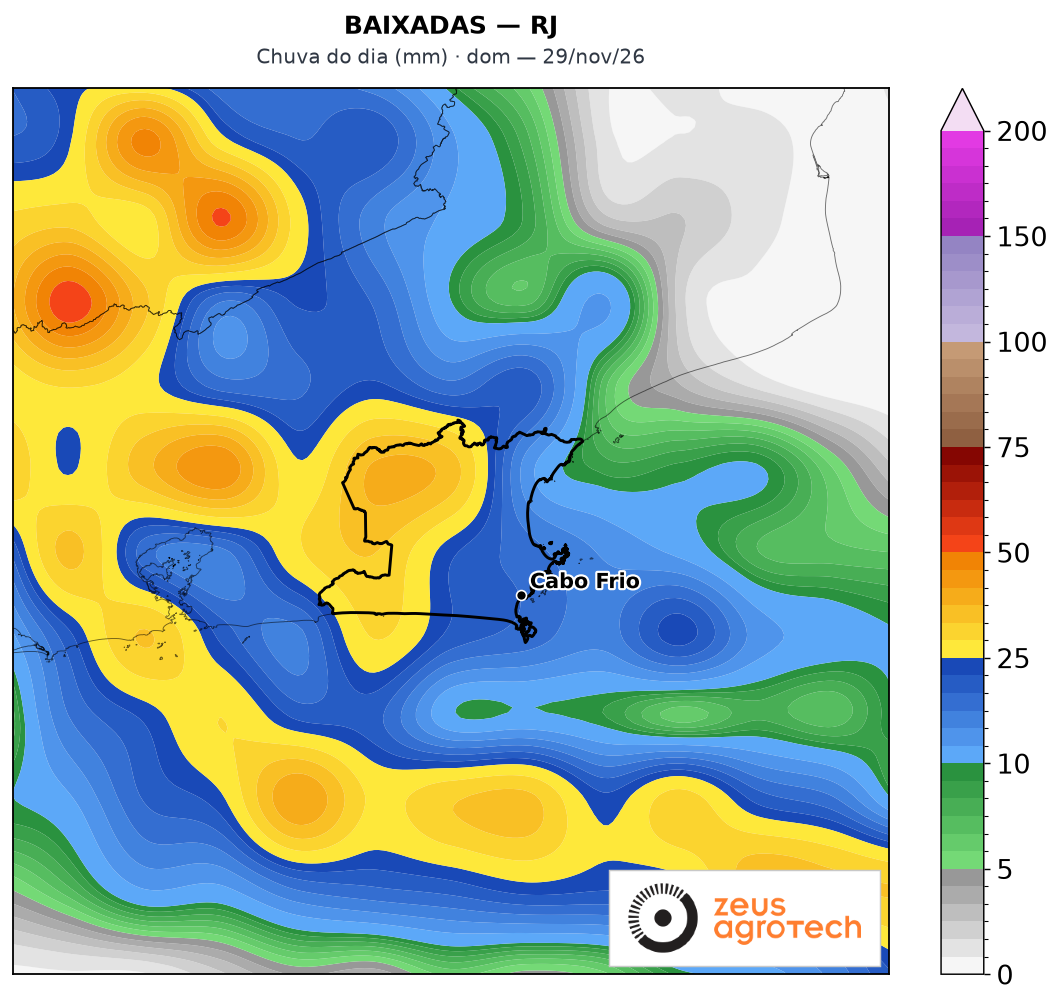 BAIXADAS — RJ
Chuva do dia (mm) · dom — 29/nov/26
200
150
100
75
50
25
10
5
0
Cabo Frio
zeus
agrotech